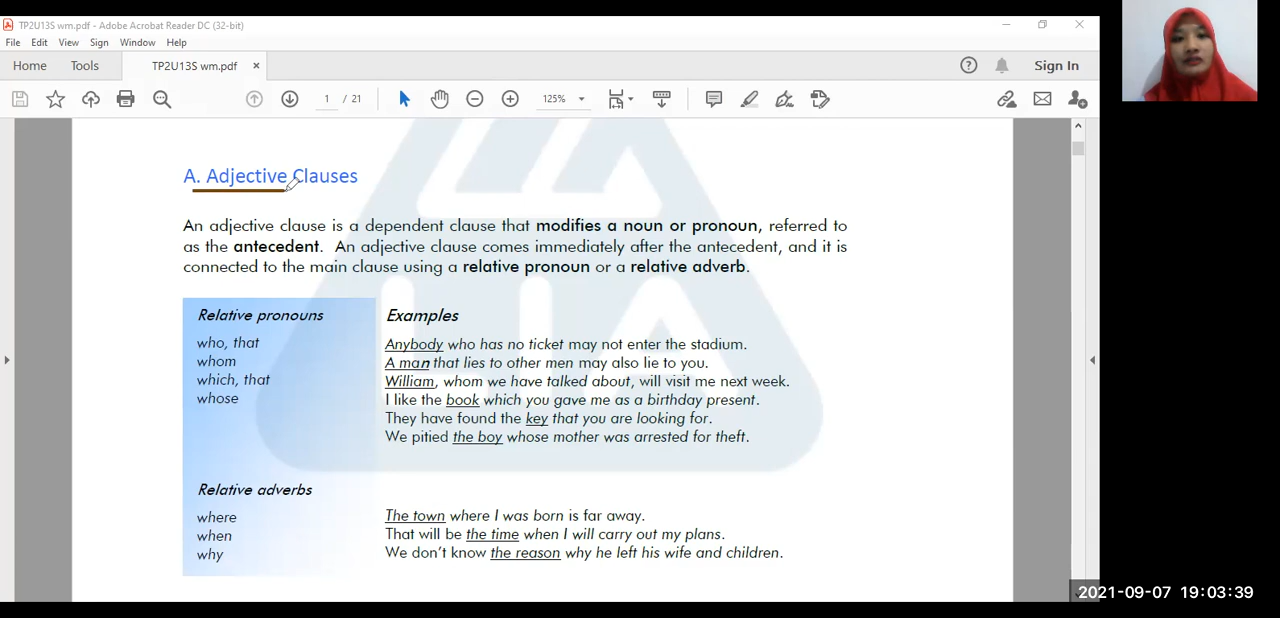 TP2U13S wm.pdf - Adobe Acrobat Reader DC (32-bit)
File Edit View Sign Window Help
Home Tools TP2U13S wm.pdf × Sign In
1 / 21 125%
A. Adjective Clauses
An adjective clause is a dependent clause that modifies a noun or pronoun, referred to
as the antecedent. An adjective clause comes immediately after the antecedent, and it is
connected to the main clause using a relative pronoun or a relative adverb.
Relative pronouns Examples
who, that Anybody who has no ticket may not enter the stadium.
whom A man that lies to other men may also lie to you.
which, that William, whom we have talked about, will visit me next week.
whose I like the book which you gave me as a birthday present.
They have found the key that you are looking for.
We pitied the boy whose mother was arrested for theft.
Relative adverbs
where The town where I was born is far away.
when That will be the time when I will carry out my plans.
why We don't know the reason why he left his wife and children.
LIA
2021-09-07 19:03:39